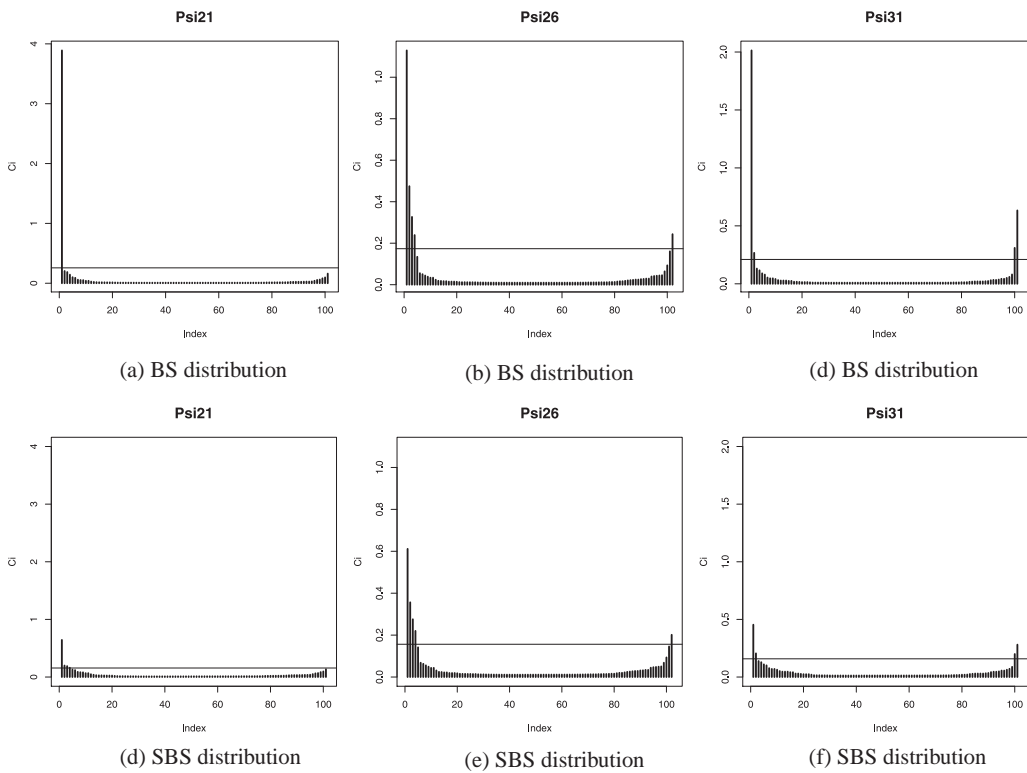 Psi21
Psi26
Psi31
Ci
4
3
2
1
0
0 20 40 60 80 100
Index
Ci
1.0
0.8
0.6
0.4
0.2
0.0
0 20 40 60 80 100
Index
Ci
2.0
1.5
1.0
0.5
0.0
0 20 40 60 80 100
Index
(a) BS distribution
(b) BS distribution
(d) BS distribution
Psi21
Psi26
Psi31
Ci
4
3
2
1
0
0 20 40 60 80 100
Index
Ci
1.0
0.8
0.6
0.4
0.2
0.0
0 20 40 60 80 100
Index
Ci
2.0
1.5
1.0
0.5
0.0
0 20 40 60 80 100
Index
(d) SBS distribution
(e) SBS distribution
(f) SBS distribution